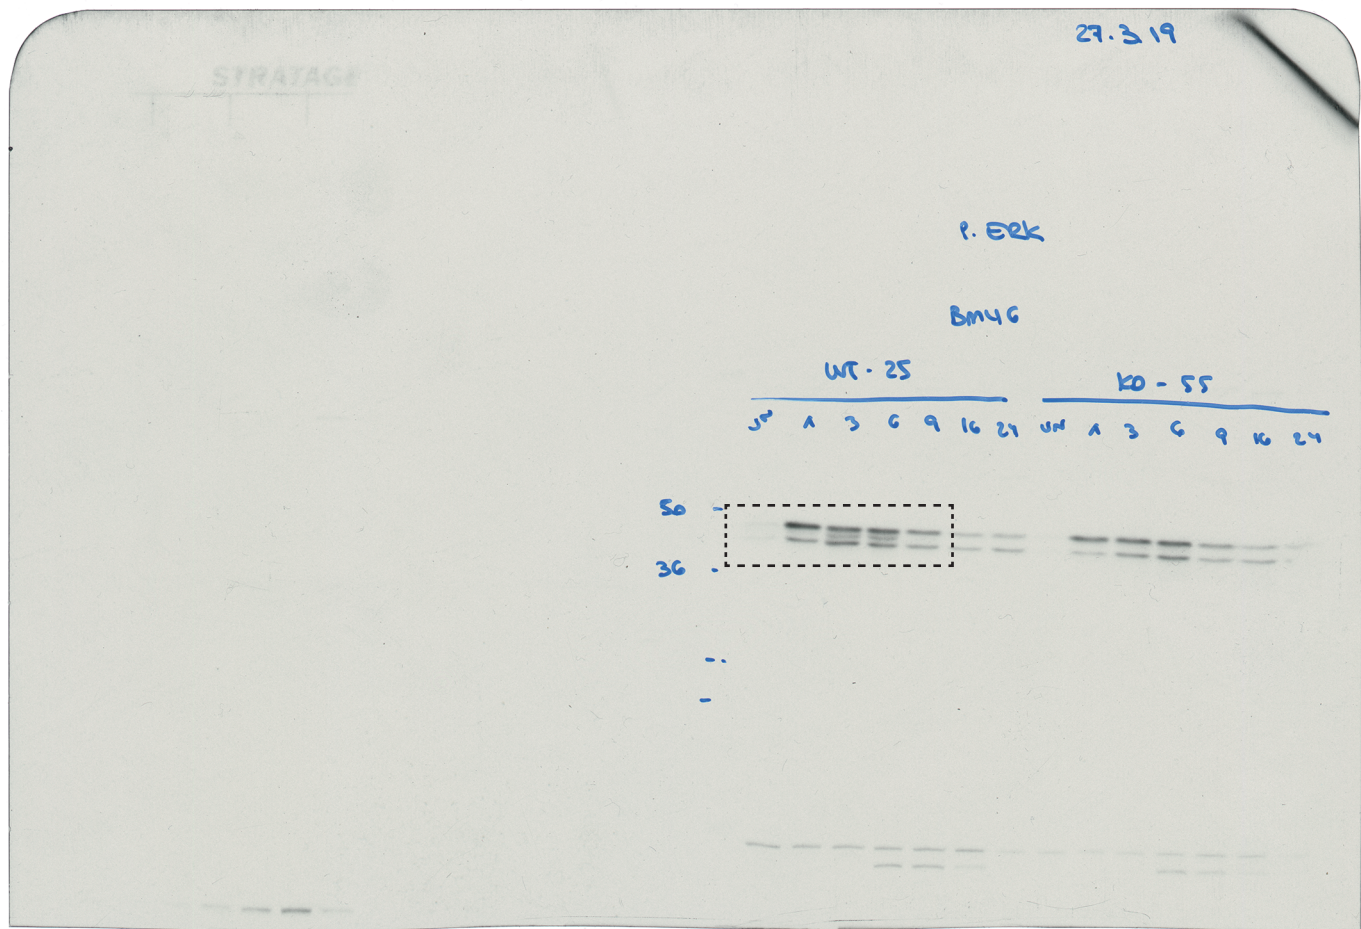 27.3.19
STRATAGE
P. ERK
BM46
WT - 25
KO - 55
UN 1 3 6 9 16 24 UN 1 3 6 9 16 24
50
36